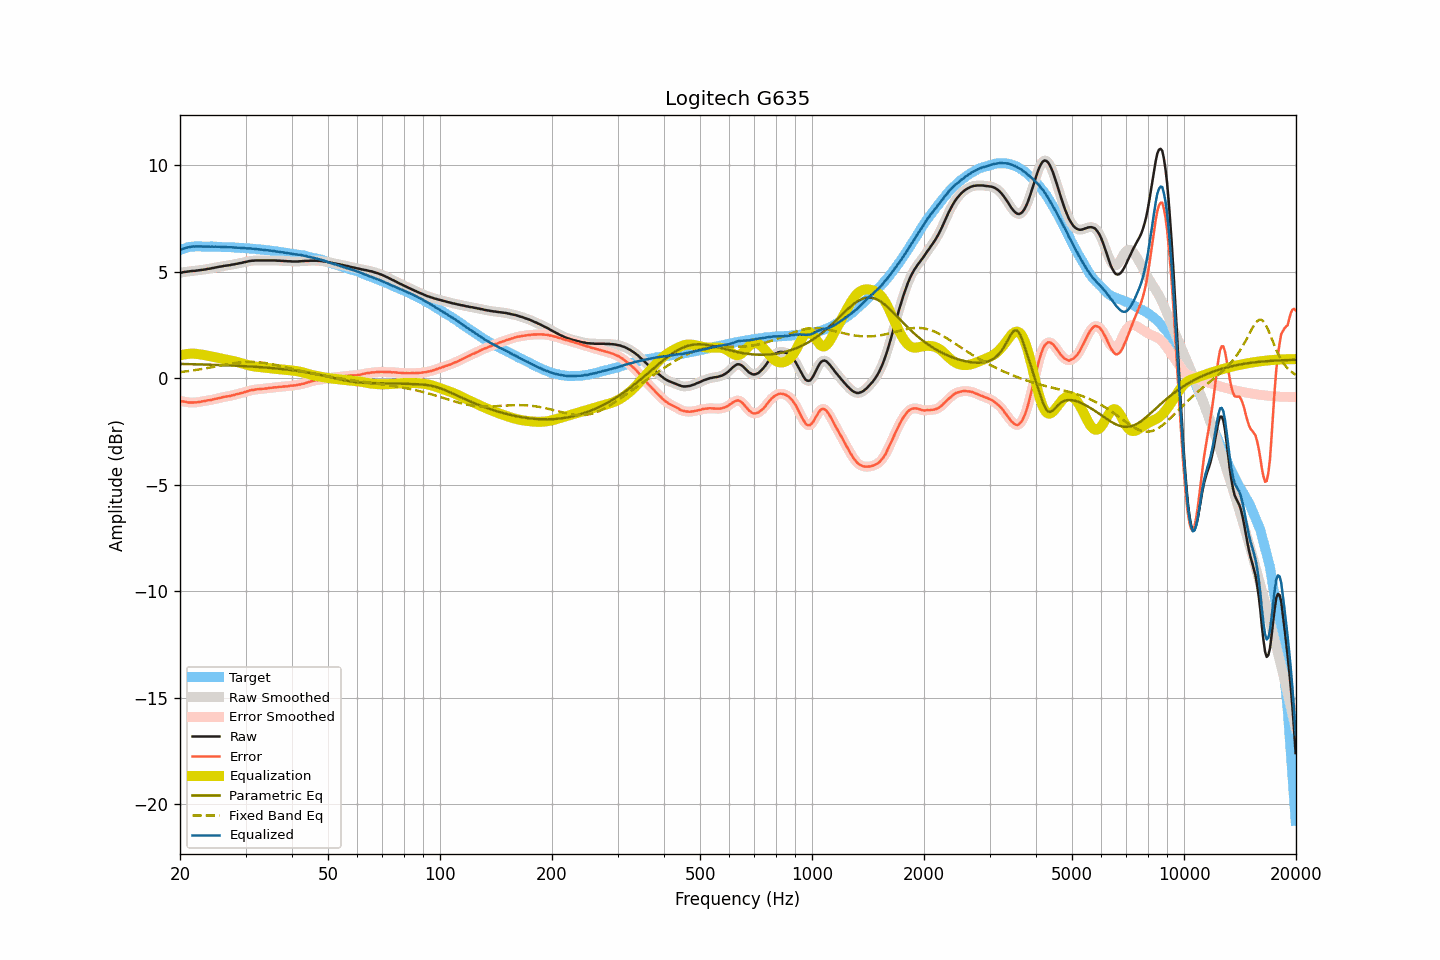 Logitech G635
10
5
0
−5
−10
−15
−20
Amplitude (dBr)
Target
Raw Smoothed
Error Smoothed
Raw
Error
Equalization
Parametric Eq
Fixed Band Eq
Equalized
20 50 100 200 500 1000 2000 5000 10000 20000
Frequency (Hz)